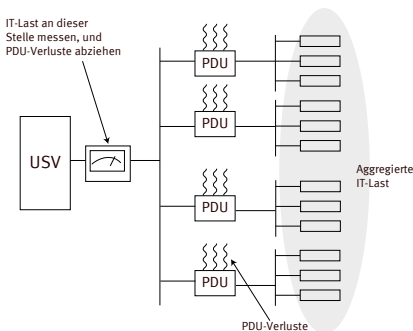 IT-Last an dieser
Stelle messen, und
PDU-Verluste abziehen
PDU
PDU
USV
Aggregierte
IT-Last
PDU
PDU
PDU-Verluste